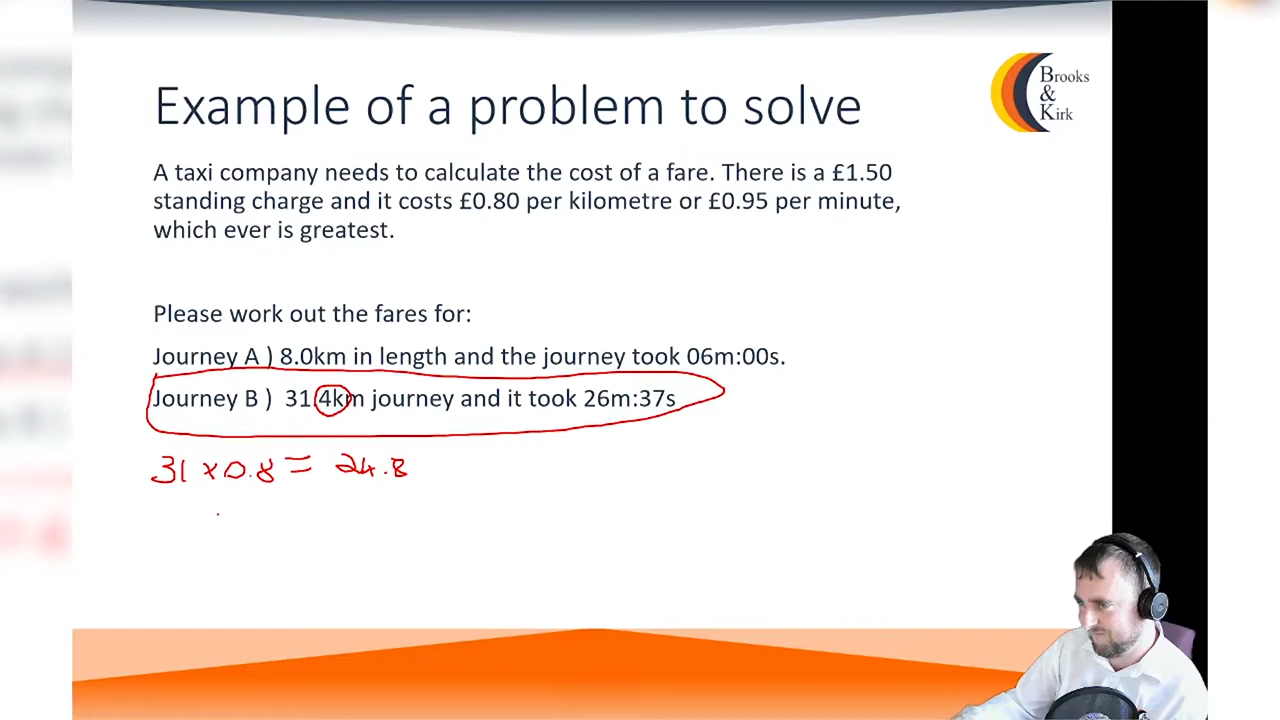 Brooks
&
Kirk
Example of a problem to solve
A taxi company needs to calculate the cost of a fare. There is a £1.50
standing charge and it costs £0.80 per kilometre or £0.95 per minute,
which ever is greatest.
Please work out the fares for:
Journey A ) 8.0km in length and the journey took 06m:00s.
Journey B ) 31.4km journey and it took 26m:37s
31 x 0.8 = 24.8